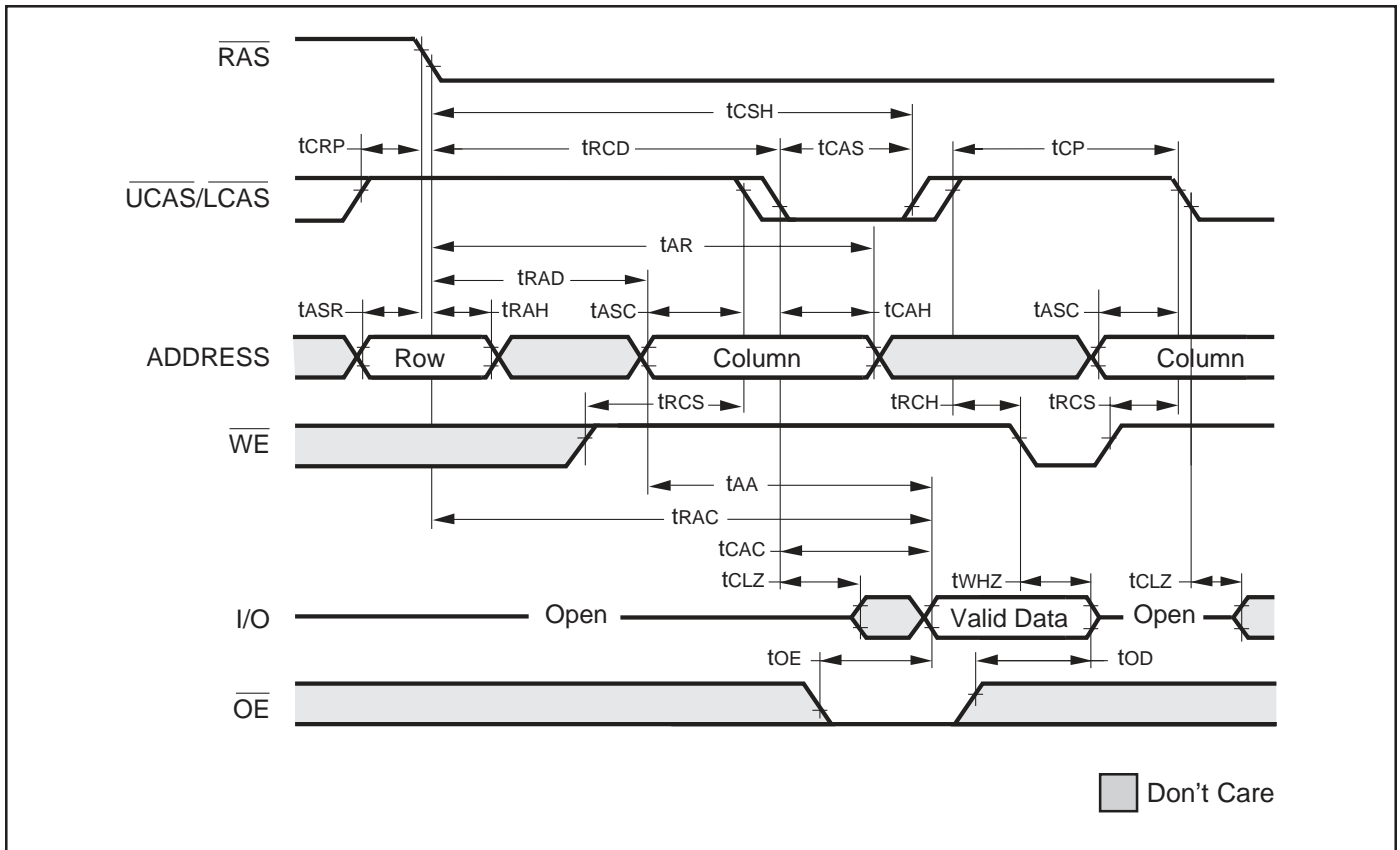 RAS
tCSH
tCRP
tRCD
tCAS
tCP
UCAS/LCAS
tAR
tRAD
tASR
tRAH
tASC
tCAH
tASC
ADDRESS
Row
Column
Column
tRCS
tRCH
tRCS
WE
tAA
tRAC
tCAC
tCLZ
tWHZ
tCLZ
I/O
Open
Valid Data
Open
tOE
tOD
OE
Don't Care